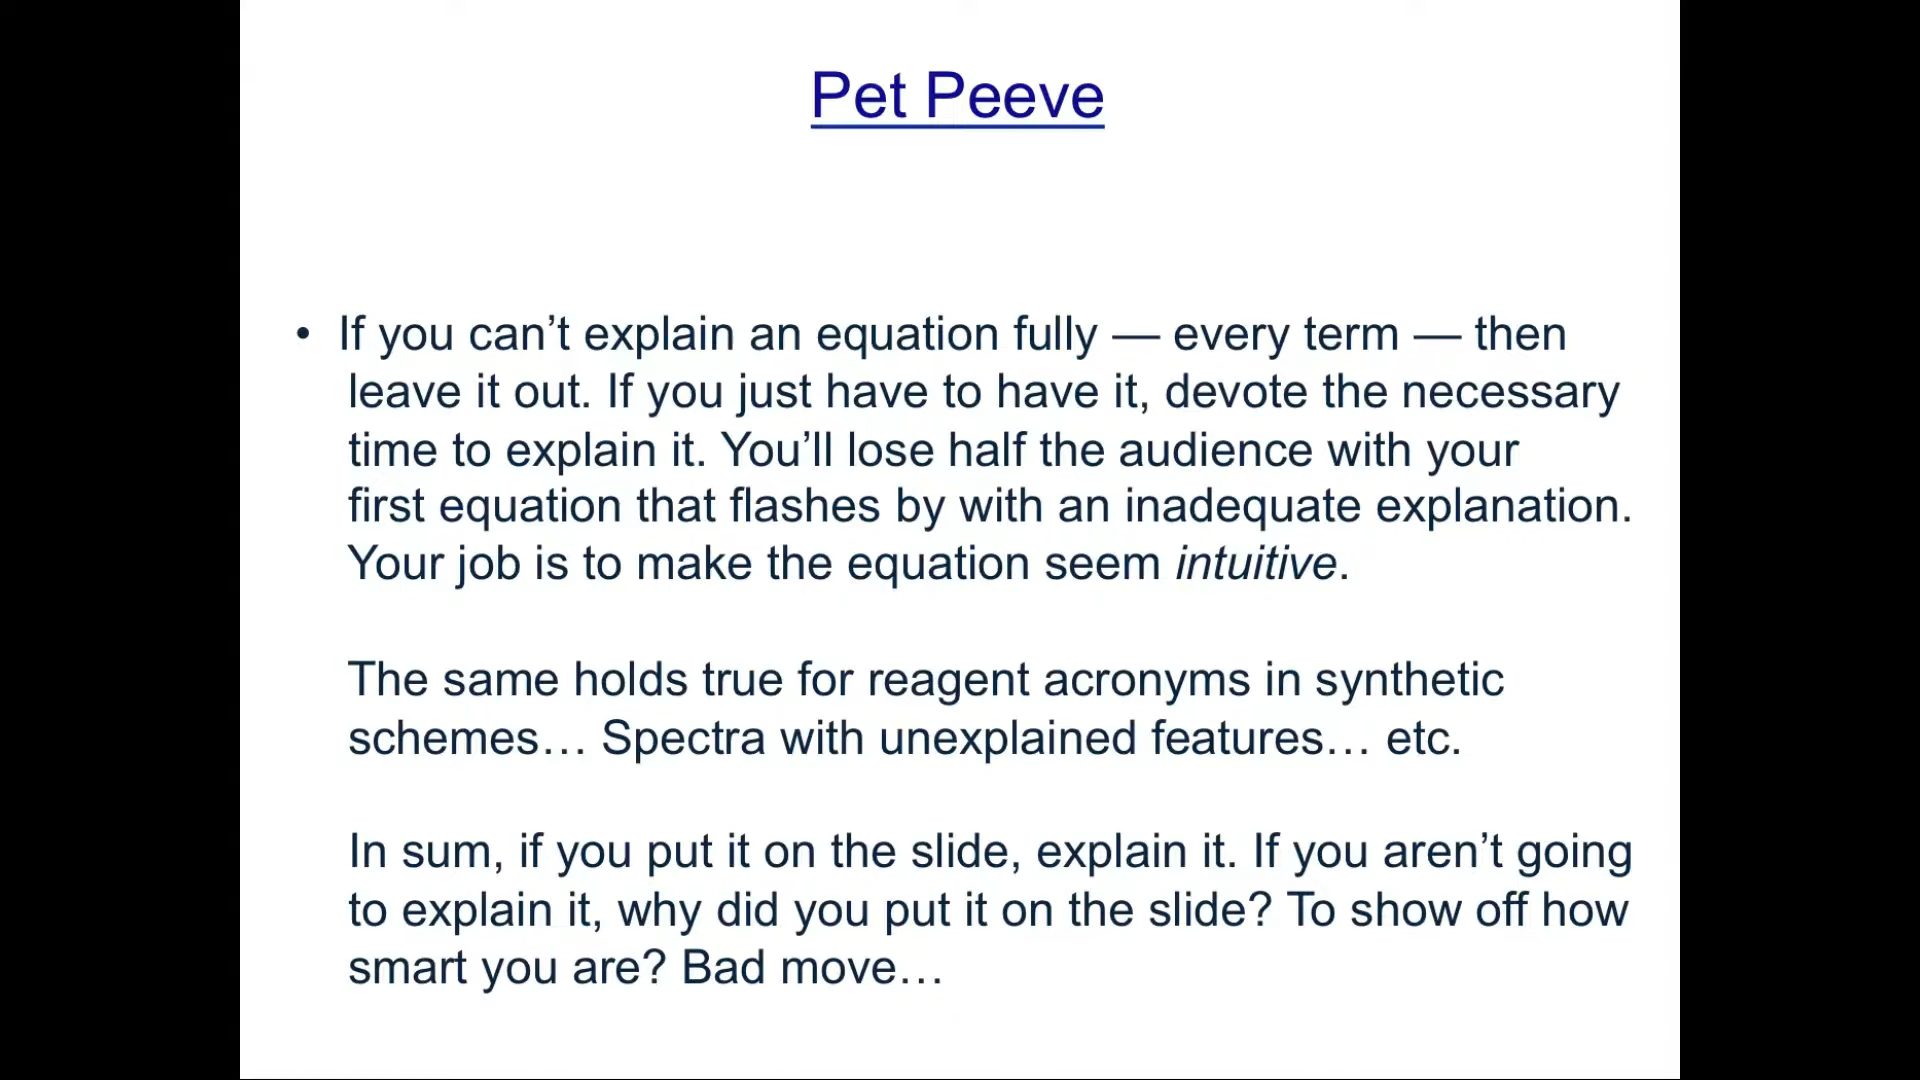 Pet Peeve
• If you can’t explain an equation fully — every term — then
leave it out. If you just have to have it, devote the necessary
time to explain it. You’ll lose half the audience with your
first equation that flashes by with an inadequate explanation.
Your job is to make the equation seem intuitive.
The same holds true for reagent acronyms in synthetic
schemes… Spectra with unexplained features… etc.
In sum, if you put it on the slide, explain it. If you aren’t going
to explain it, why did you put it on the slide? To show off how
smart you are? Bad move…